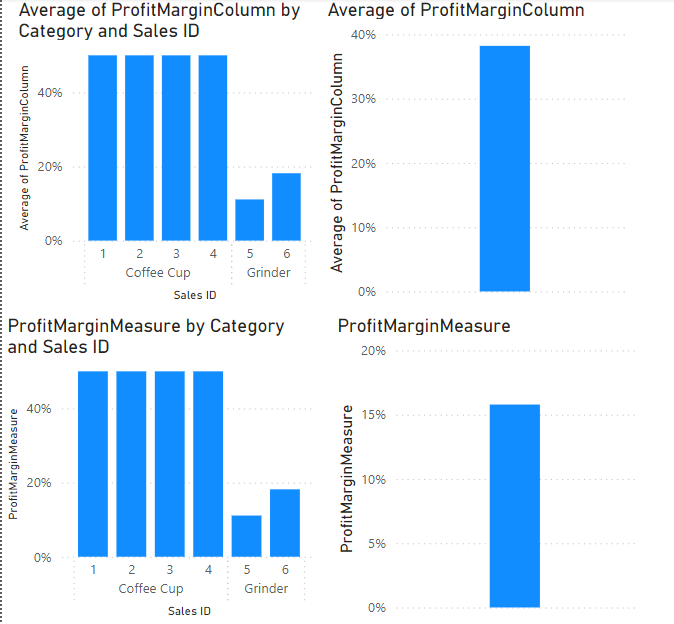 Average of ProfitMarginColumn by
Category and Sales ID
Average of ProfitMarginColumn
40%
20%
0%
1 2 3 4 5 6
Coffee Cup Grinder
Sales ID
Average of ProfitMarginColumn
Average of ProfitMarginColumn
40%
30%
20%
10%
0%
ProfitMarginMeasure by Category
and Sales ID
ProfitMarginMeasure
40%
20%
0%
1 2 3 4 5 6
Coffee Cup Grinder
Sales ID
ProfitMarginMeasure
ProfitMarginMeasure
20%
15%
10%
5%
0%